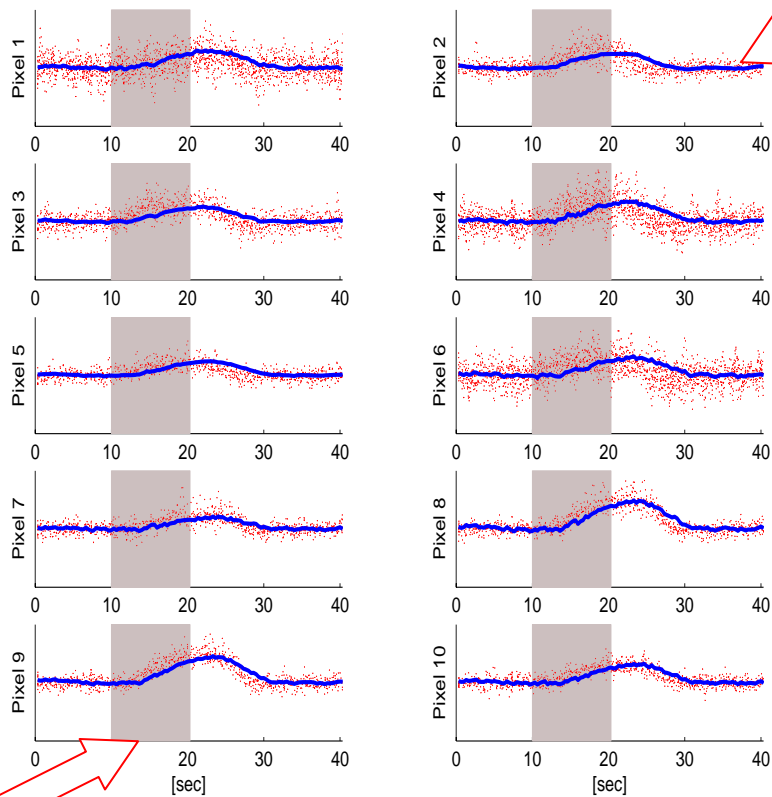 Pixel 1
Pixel 2
0 10 20 30 40
0 10 20 30 40
Pixel 3
Pixel 4
0 10 20 30 40
0 10 20 30 40
Pixel 5
Pixel 6
0 10 20 30 40
0 10 20 30 40
Pixel 7
Pixel 8
0 10 20 30 40
0 10 20 30 40
Pixel 9
Pixel 10
0 10 20 30 40
0 10 20 30 40
[sec]
[sec]